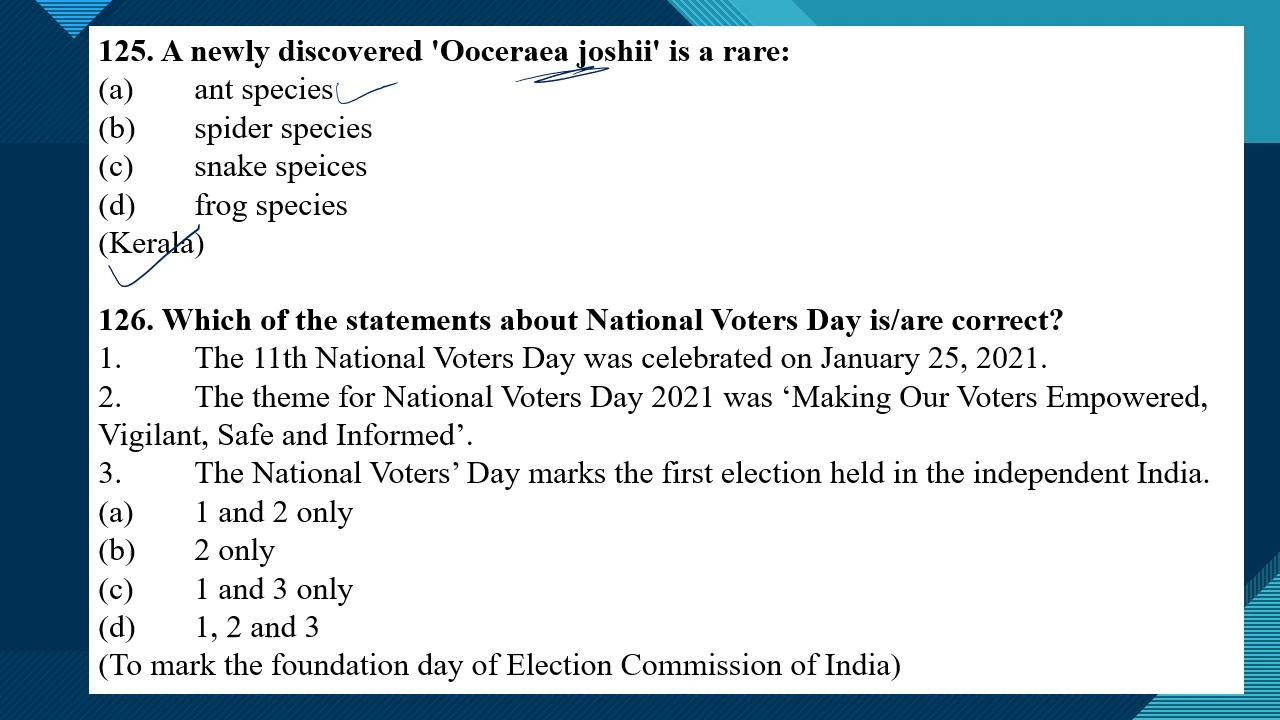 125. A newly discovered 'Ooceraea joshii' is a rare:
(a) ant species
(b) spider species
(c) snake speices
(d) frog species
(Kerala)
126. Which of the statements about National Voters Day is/are correct?
1. The 11th National Voters Day was celebrated on January 25, 2021.
2. The theme for National Voters Day 2021 was ‘Making Our Voters Empowered,
Vigilant, Safe and Informed’.
3. The National Voters’ Day marks the first election held in the independent India.
(a) 1 and 2 only
(b) 2 only
(c) 1 and 3 only
(d) 1, 2 and 3
(To mark the foundation day of Election Commission of India)